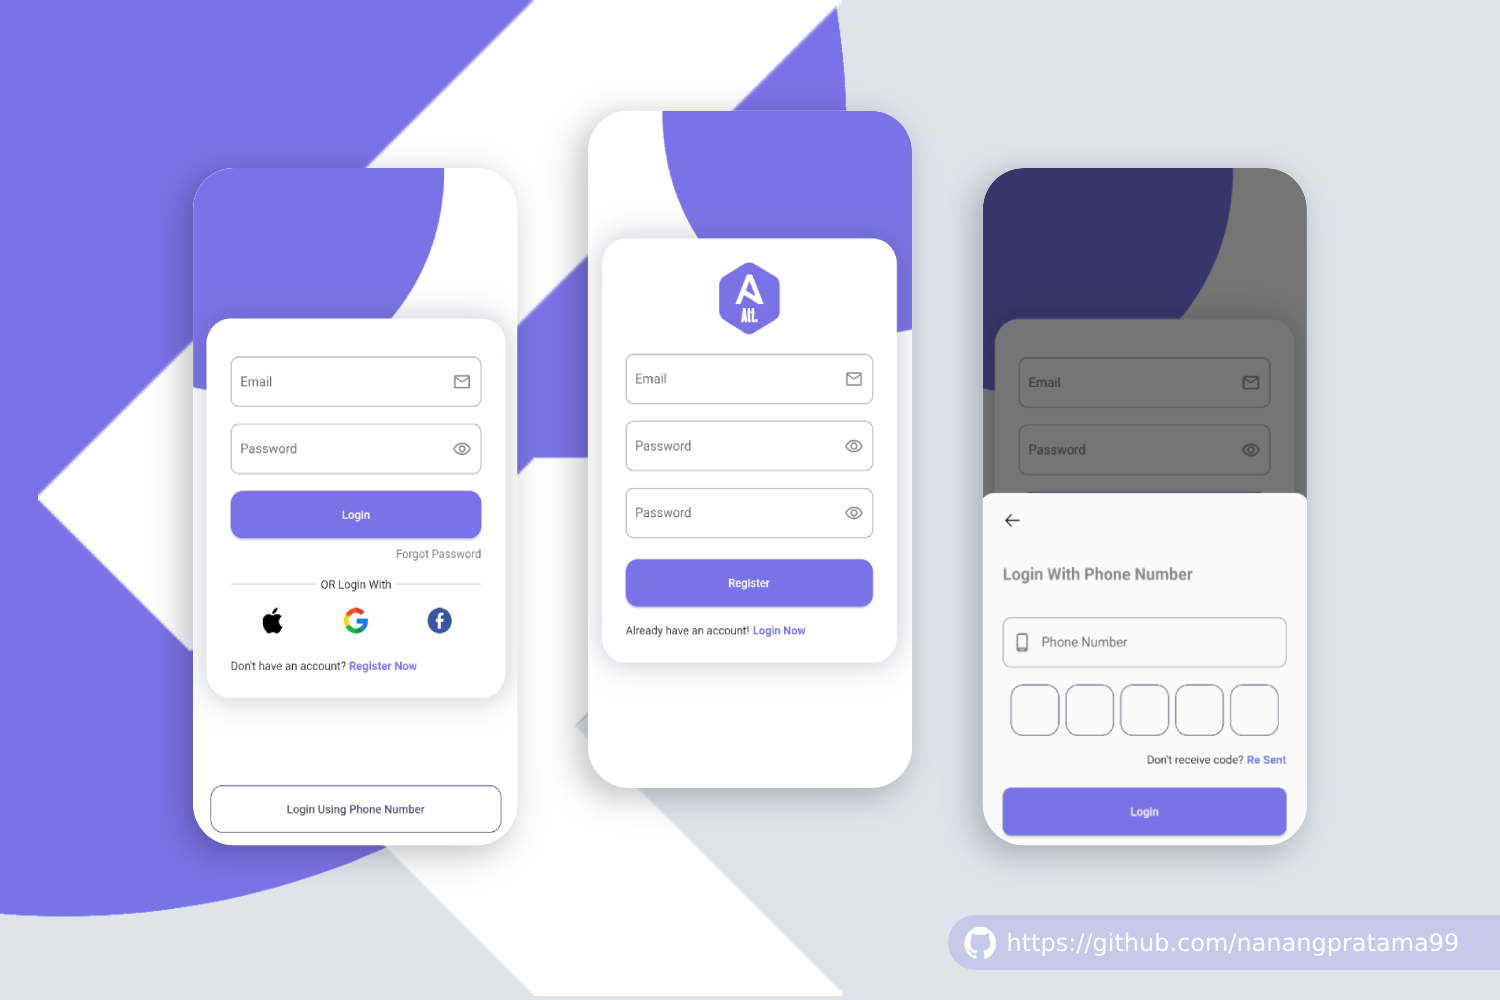 Email
Password
Login
Forgot Password
OR Login With
Don't have an account? Register Now
Login Using Phone Number
A
Att.
Email
Password
Password
Register
Already have an account! Login Now
Email
Password
Login With Phone Number
Phone Number
Don't receive code? Re Sent
Login
https://github.com/nanangpratama99